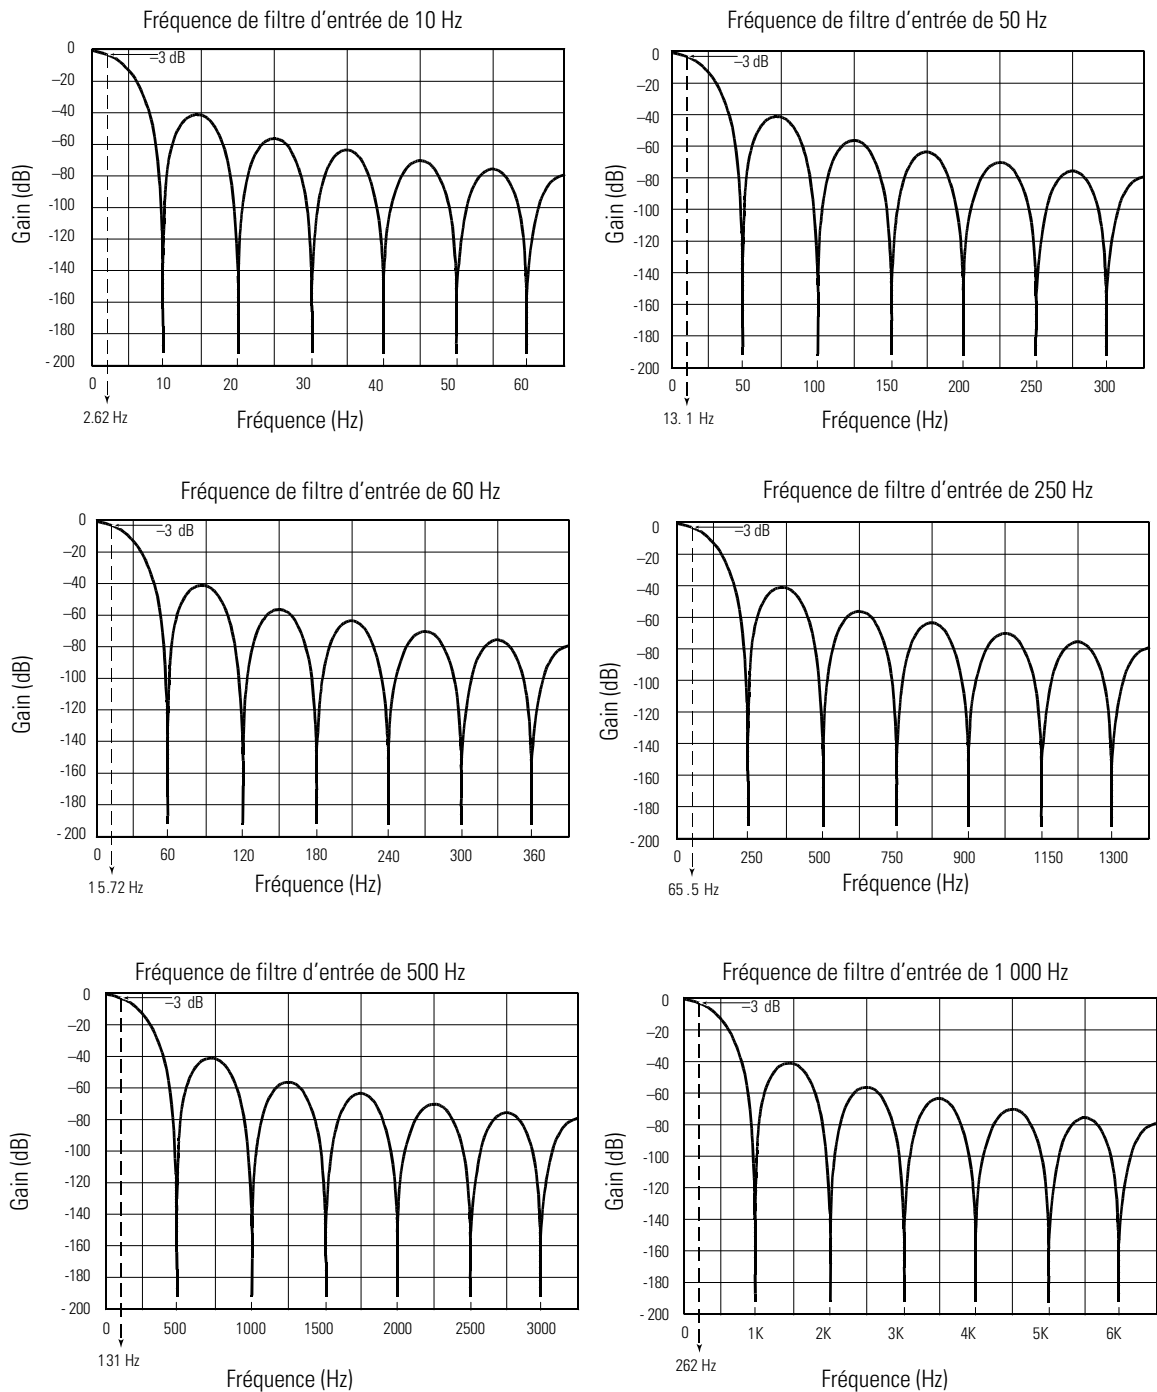 Fréquence de filtre d’entrée de 10 Hz
0
–3 dB
–20
–40
–60
–80
-100
-120
-140
-160
-180
- 200
Gain (dB)
0 10 20 30 40 50 60
2.62 Hz
Fréquence (Hz)
Fréquence de filtre d’entrée de 50 Hz
0
–3 dB
–20
–40
–60
–80
-100
-120
-140
-160
-180
- 200
Gain (dB)
0 50 100 150 200 250 300
13. 1 Hz
Fréquence (Hz)
Fréquence de filtre d’entrée de 60 Hz
0
–3 dB
–20
–40
–60
–80
-100
-120
-140
-160
-180
- 200
Gain (dB)
0 60 120 180 240 300 360
15.72 Hz
Fréquence (Hz)
Fréquence de filtre d’entrée de 250 Hz
0
–3 dB
–20
–40
–60
–80
-100
-120
-140
-160
-180
- 200
Gain (dB)
0 250 500 750 900 1150 1300
65 .5 Hz
Fréquence (Hz)
Fréquence de filtre d’entrée de 500 Hz
0
–3 dB
–20
–40
–60
–80
-100
-120
-140
-160
-180
- 200
Gain (dB)
0 500 1000 1500 2000 2500 3000
131 Hz
Fréquence (Hz)
Fréquence de filtre d’entrée de 1 000 Hz
0
–3 dB
–20
–40
–60
–80
-100
-120
-140
-160
-180
- 200
Gain (dB)
0 1K 2K 3K 4K 5K 6K
262 Hz
Fréquence (Hz)